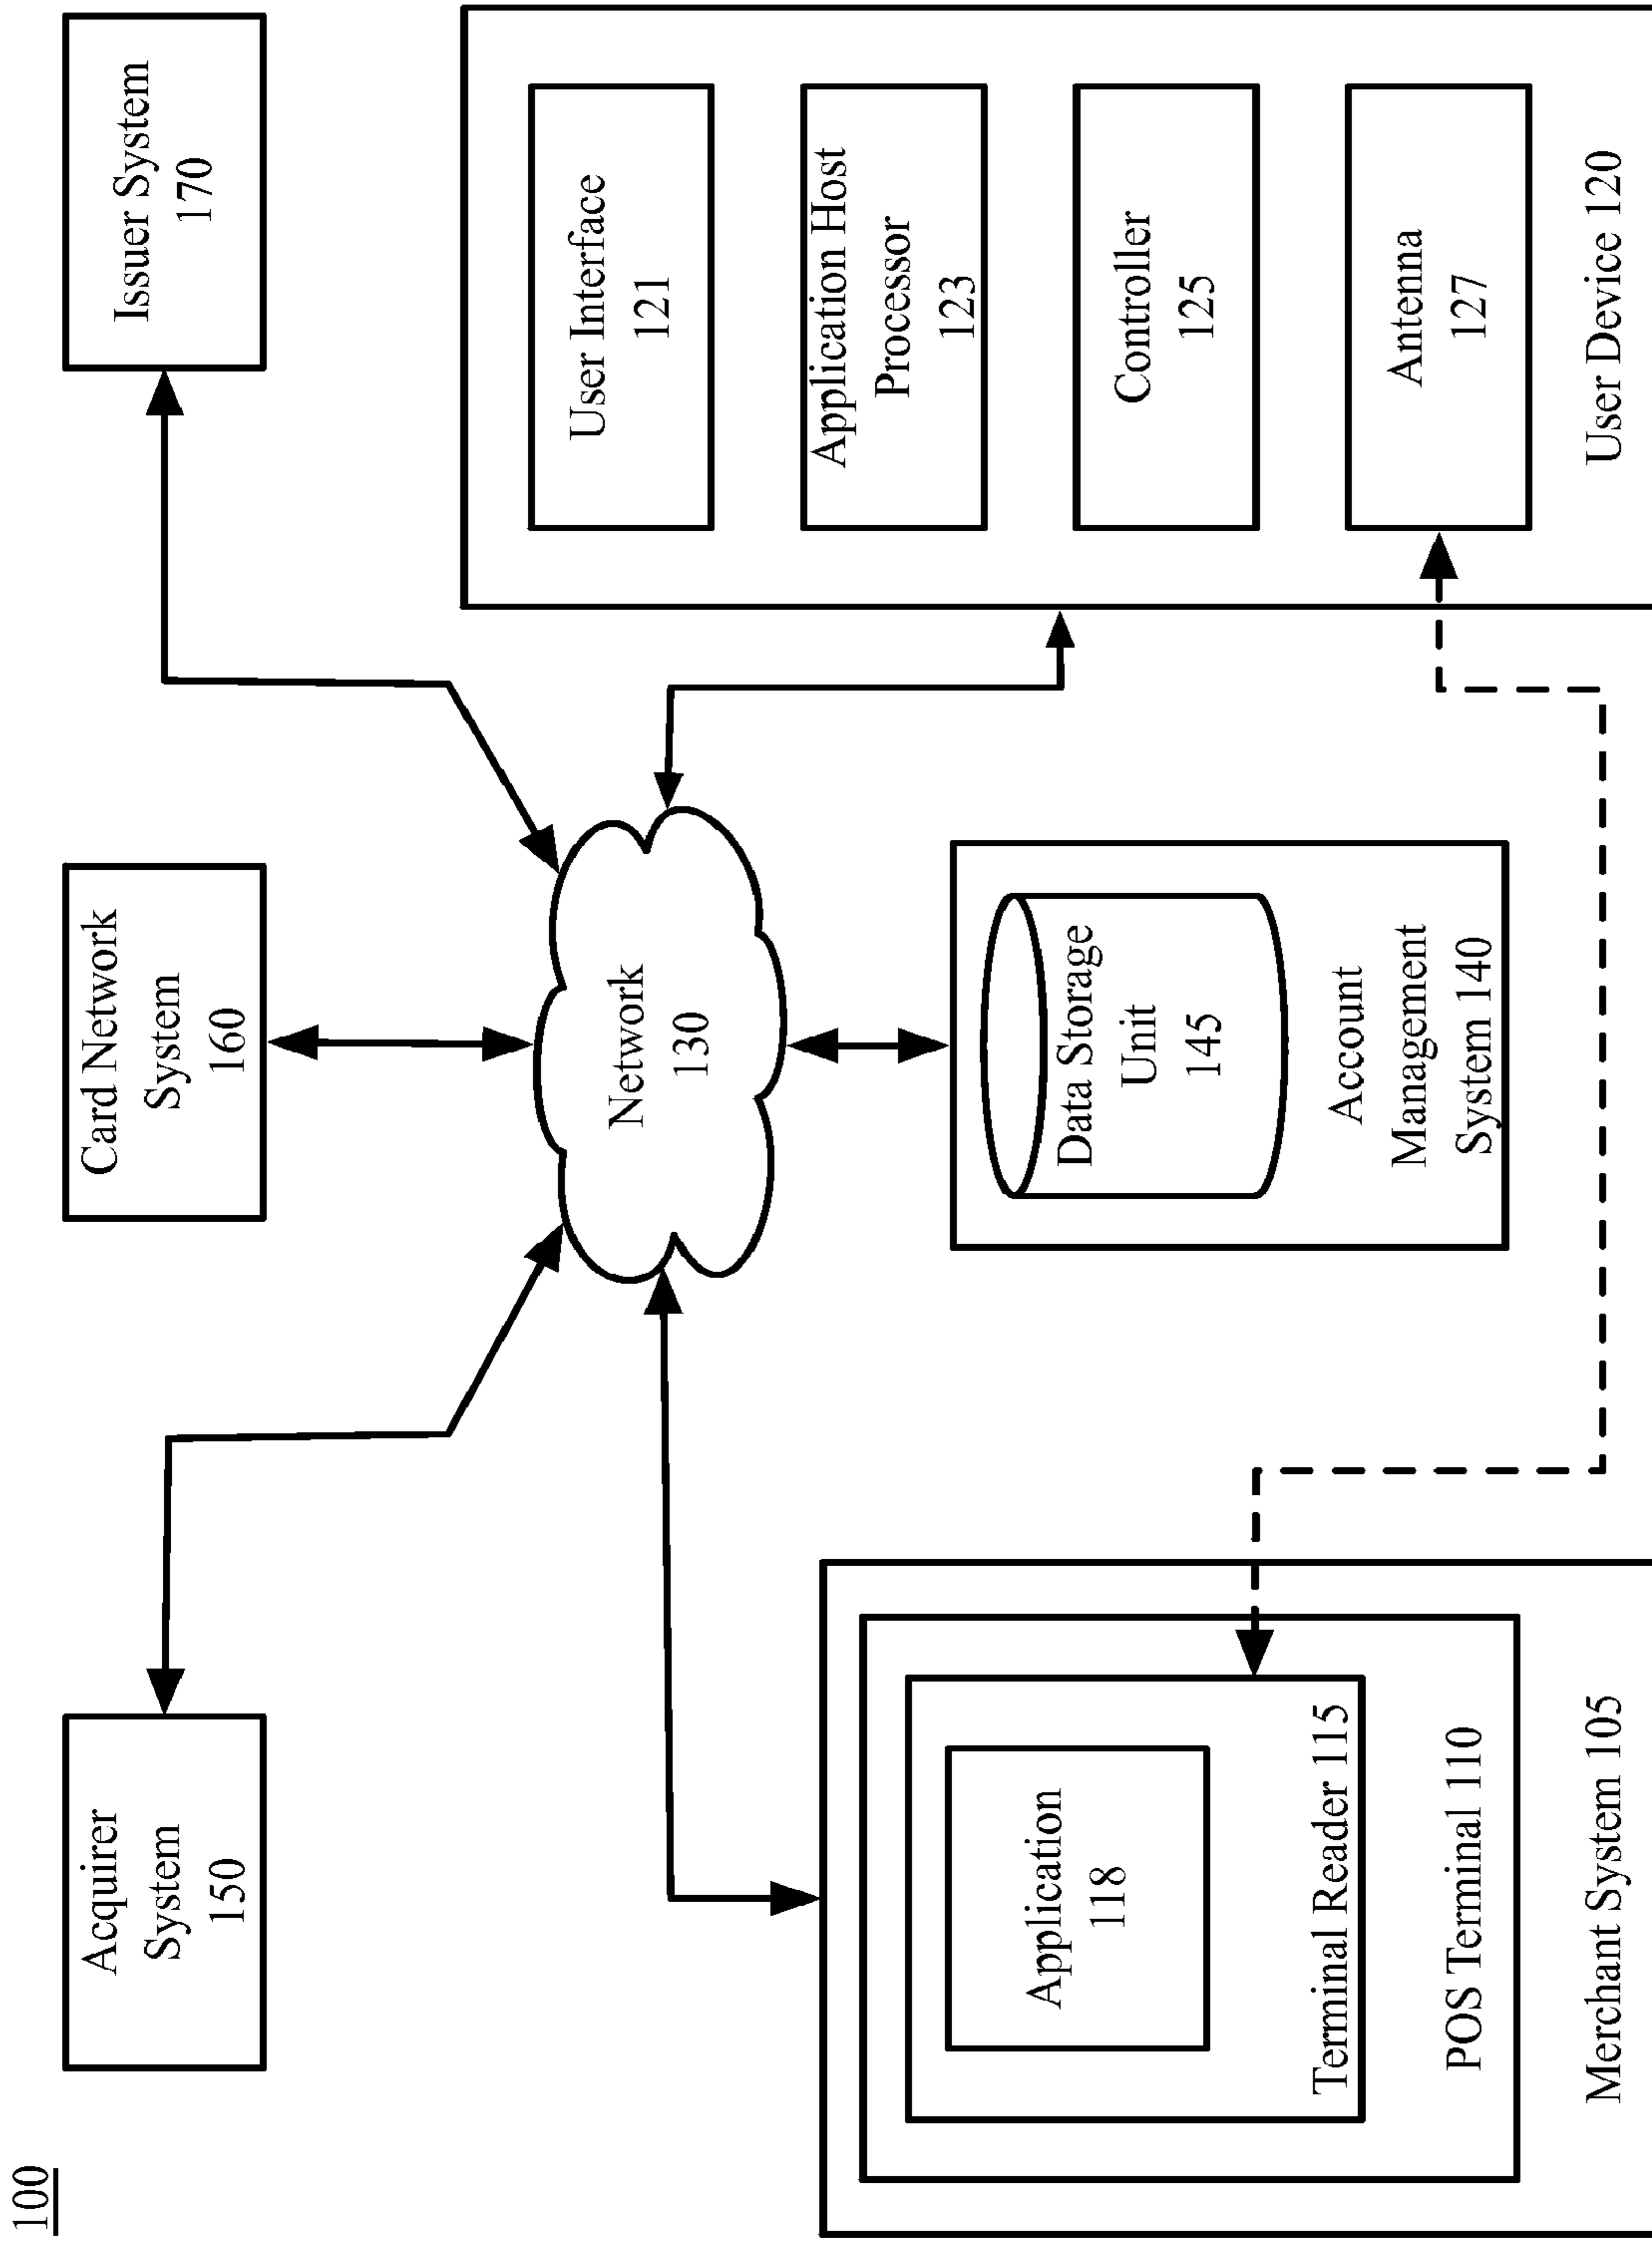 100
Acquirer
System
150
Card Network
System
160
Issuer System
170
Network
130
Application
118
Terminal Reader 115
POS Terminal 110
Merchant System 105
Data Storage
Unit
145
Account
Management
System 140
User Interface
121
Application Host
Processor
123
Controller
125
Antenna
127
User Device 120